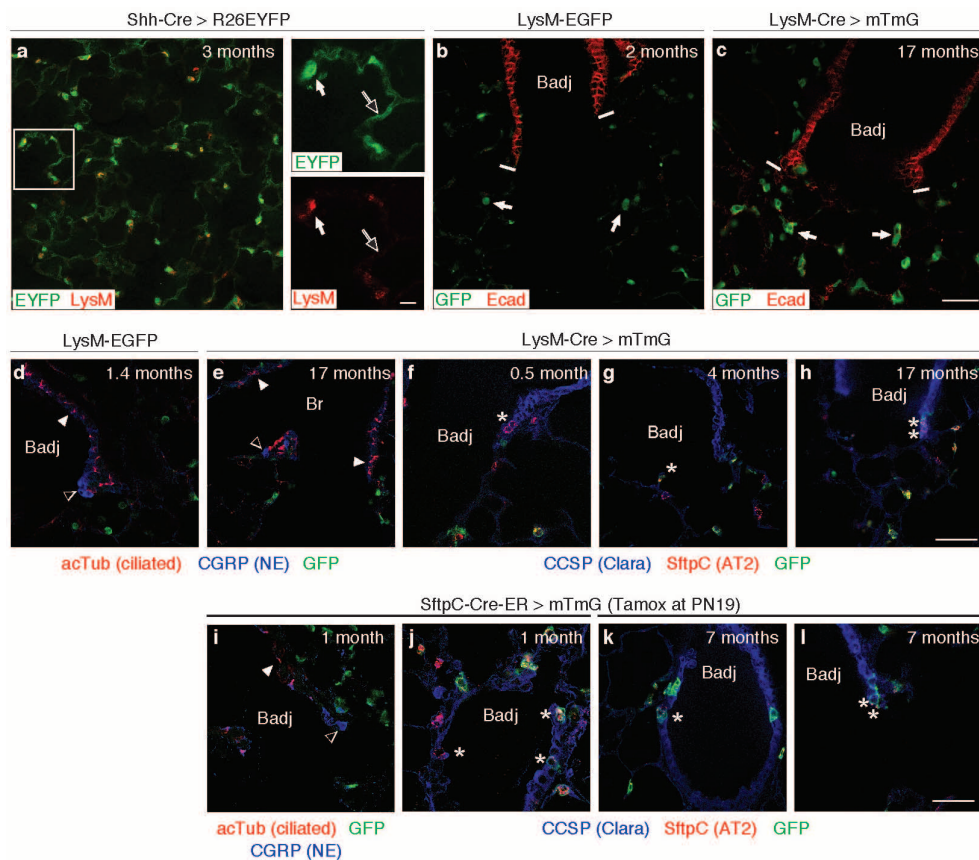 Shh-Cre > R26EYFP
LysM-EGFP
LysM-Cre > mTmG
a
3 months
EYFP LysM
EYFP
LysM
b
2 months
Badj
GFP Ecad
c
17 months
Badj
GFP Ecad
LysM-EGFP
LysM-Cre > mTmG
d
1.4 months
Badj
e
17 months
Br
f
0.5 month
Badj
*
g
4 months
Badj
*
h
17 months
Badj
*
*
acTub (ciliated) CGRP (NE) GFP
CCSP (Clara) SftpC (AT2) GFP
SftpC-Cre-ER > mTmG (Tamox at PN19)
i
1 month
Badj
j
1 month
Badj
*
*
*
k
7 months
Badj
*
l
7 months
Badj
* *
acTub (ciliated) GFP
CGRP (NE)
CCSP (Clara) SftpC (AT2) GFP